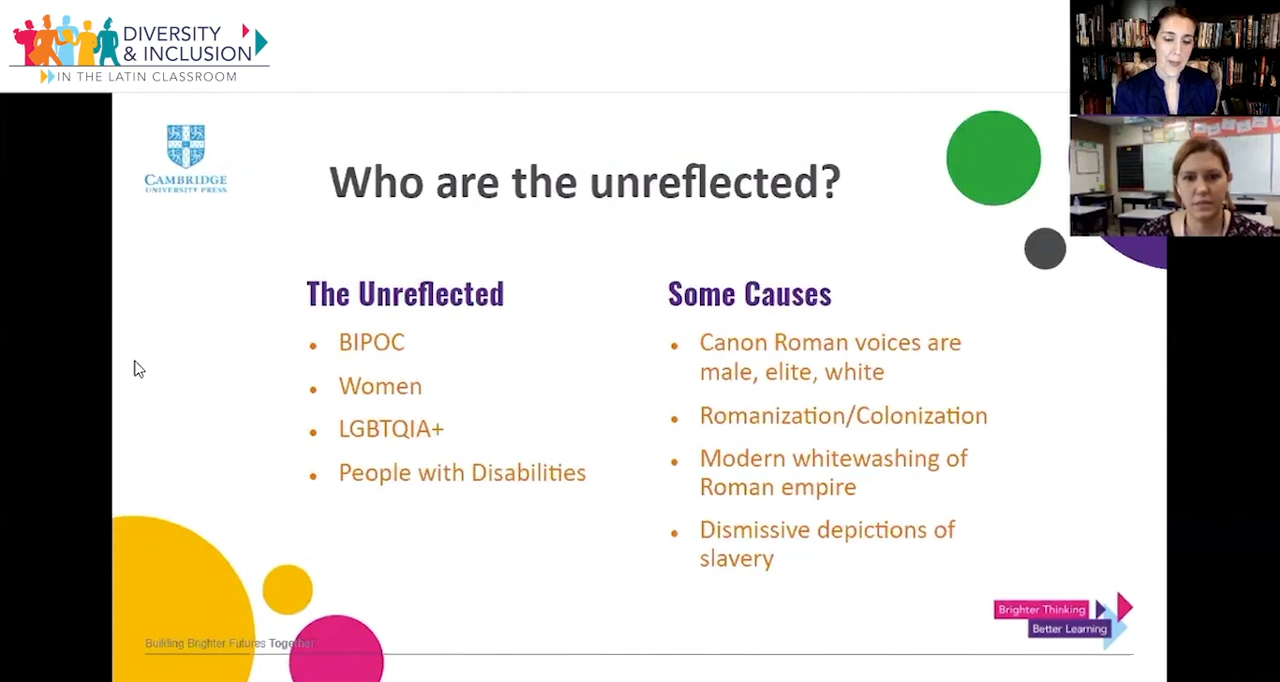 DIVERSITY
& INCLUSION
IN THE LATIN CLASSROOM
CAMBRIDGE
UNIVERSITY PRESS
Who are the unreflected?
The Unreflected
• BIPOC
• Women
• LGBTQIA+
• People with Disabilities
Some Causes
• Canon Roman voices are
male, elite, white
• Romanization/Colonization
• Modern whitewashing of
Roman empire
• Dismissive depictions of
slavery
Brighter Thinking
Better Learning
Building Brighter Futures Together